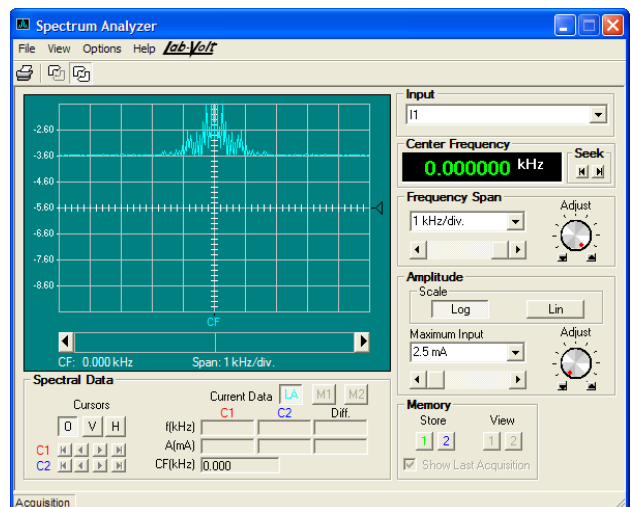 Spectrum Analyzer
File View Options Help Lab-Volt
-2.60
-3.60
-4.60
-5.60
-6.60
-7.60
-8.60
CF
CF: 0.000 kHz Span: 1 kHz/div.
Input
I1
Center Frequency
0.000000 kHz
Seek
Frequency Span
1 kHz/div.
Adjust
Amplitude
Scale
Log Lin
Maximum Input
2.5 mA
Adjust
Spectral Data
Cursors
O V H
C1
C2
Current Data LA M1 M2
C1 C2 Diff.
f(kHz)
A(mA)
CF(kHz) 0.000
Memory
Store View
1 2 1 2
Show Last Acquisition
Acquisition